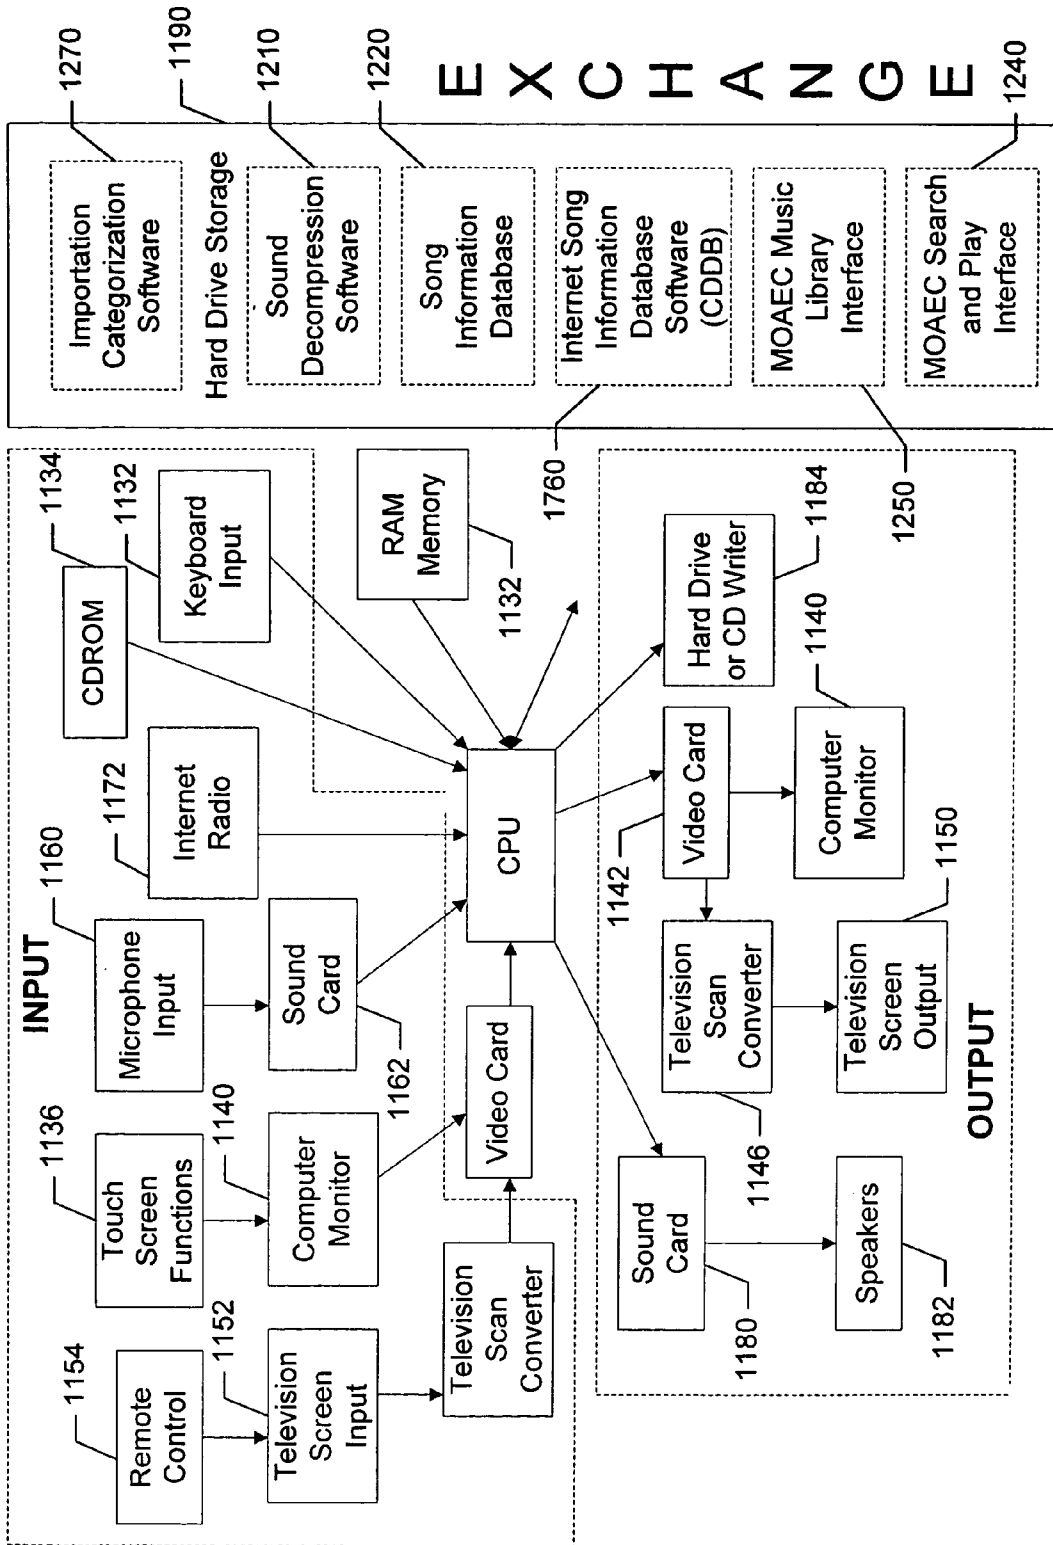 INPUT
1154
Remote
Control
1152
Television
Screen
Input
Television
Scan
Converter
1136
Touch
Screen
Functions
1140
Computer
Monitor
Video Card
1160
Microphone
Input
Sound
Card
1162
1172
Internet
Radio
1134
CDROM
1132
Keyboard
Input
RAM
Memory
1132
CPU
OUTPUT
Sound
Card
1180
Speakers
1182
1142
Video Card
Television
Scan
Converter
1146
Television
Screen
Output
1150
Computer
Monitor
1140
Hard Drive
or CD Writer
1184
1190
Hard Drive Storage
1270
Importation
Categorization
Software
1210
Sound
Decompression
Software
1220
Song
Information
Database
1760
Internet Song
Information
Database
Software
(CDDB)
1250
MOAEC Music
Library
Interface
1240
MOAEC Search
and Play
Interface
EXCHANGE